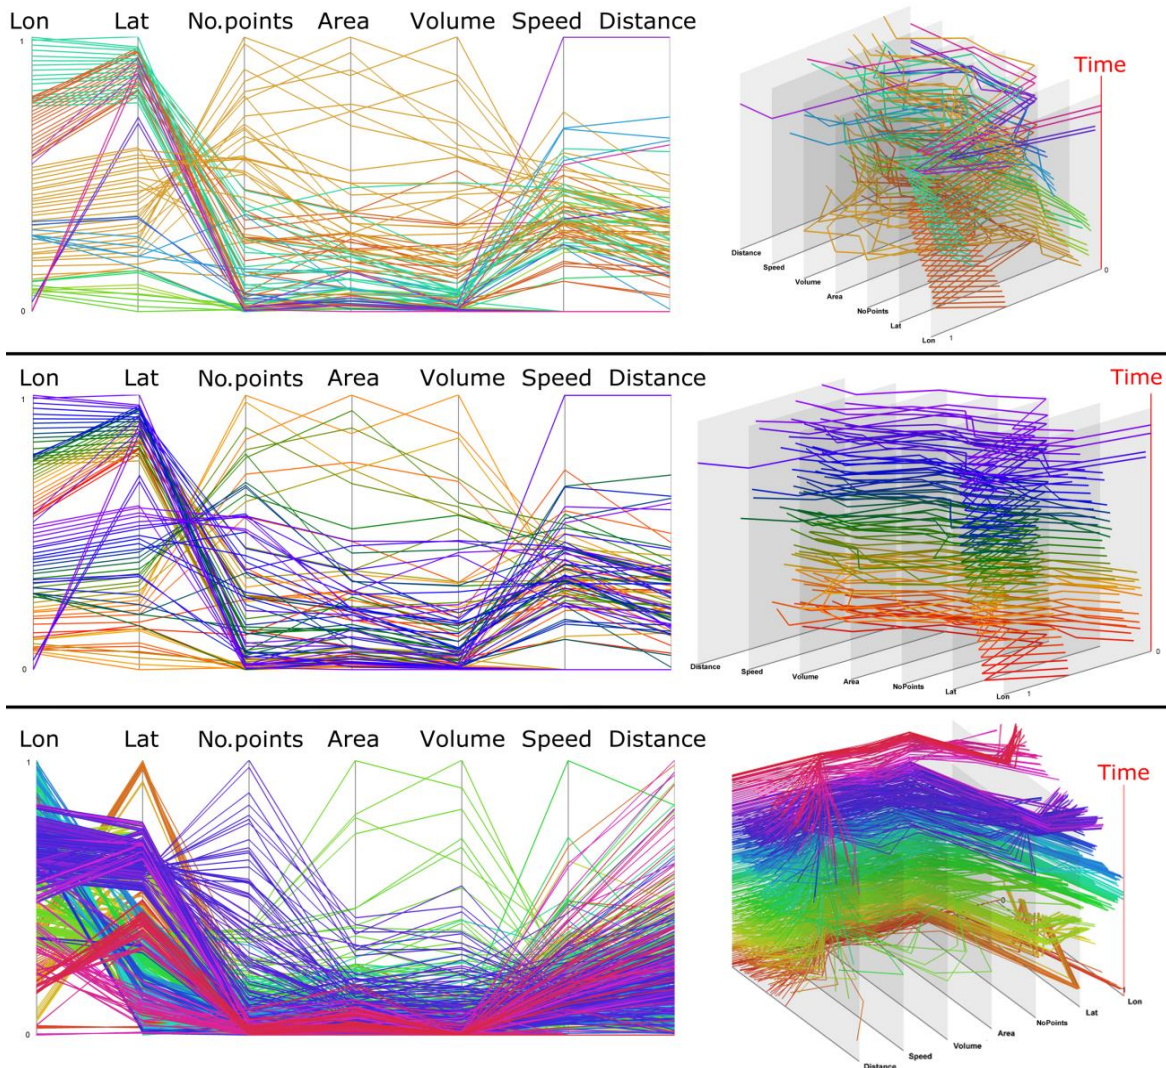 Lon Lat No.points Area Volume Speed Distance
1
0
Time
0
Distance
Speed
Volume
Area
NoPoints
Lat
Lon 1
Lon Lat No.points Area Volume Speed Distance
1
0
Time
0
Distance
Speed
Volume
Area
NoPoints
Lat
Lon 1
Lon Lat No.points Area Volume Speed Distance
1
0
Time
0
1
Lon
Lat
NoPoints
Area
Volume
Speed
Distance